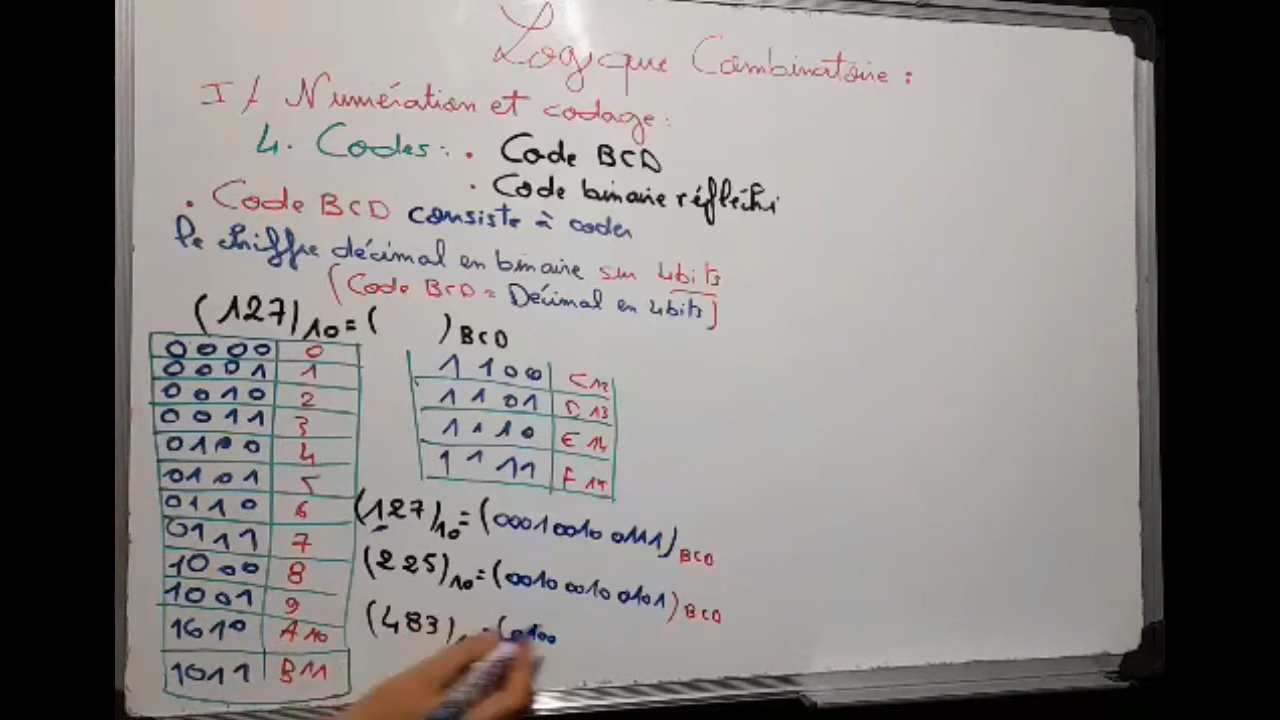 Logique Combinatoire :
I / Numération et codage :
4. Codes : • Code BCD
• Code binaire réfléchi
• Code BCD consiste à coder
le chiffre décimal en binaire sur 4bits
(Code BCD = Décimal en 4bits)
(127)10 = ( )BCD
0000 0
0001 1
0010 2
0011 3
0100 4
0101 5
0110 6
0111 7
1000 8
1001 9
1010 A 10
1011 B 11
1100 C 12
1101 D 13
1110 E 14
1111 F
(127)10 = (0001 0010 0111)BCD
(225)10 = (0010 0010 0101)BCD
(483) = (0100